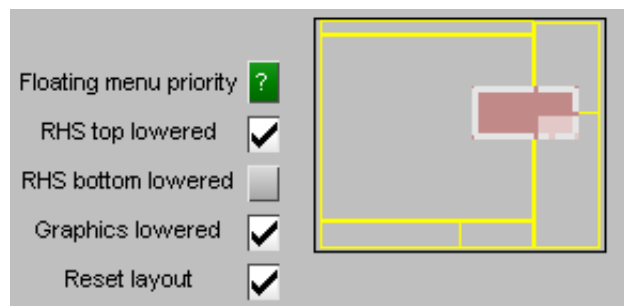 Floating menu priority ?
RHS top lowered
RHS bottom lowered
Graphics lowered
Reset layout